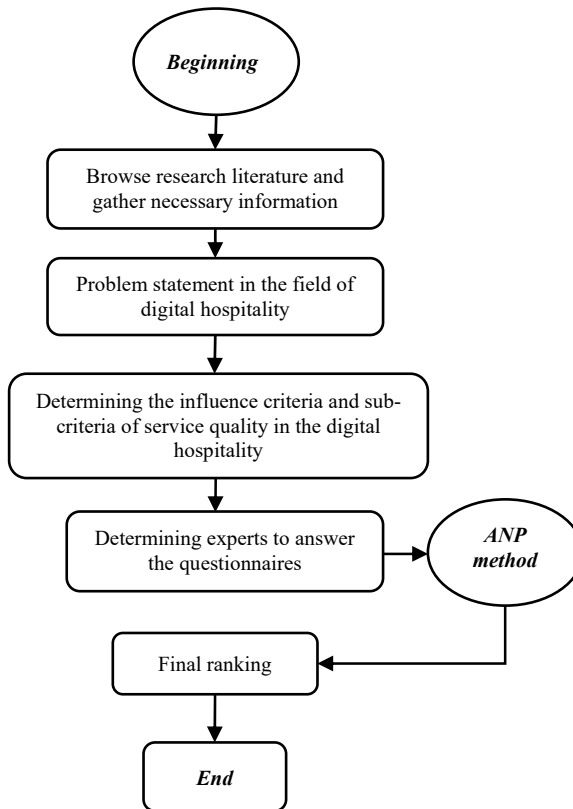 Beginning
Browse research literature and
gather necessary information
Problem statement in the field of
digital hospitality
Determining the influence criteria and sub-
criteria of service quality in the digital
hospitality
Determining experts to answer
the questionnaires
ANP
method
Final ranking
End